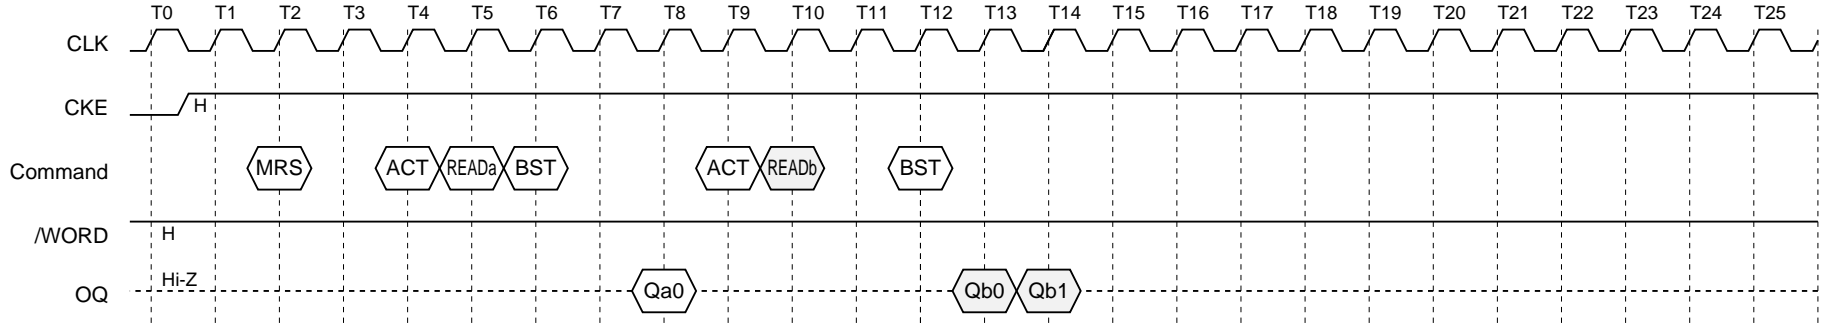 T0 T1 T2 T3 T4 T5 T6 T7 T8 T9 T10 T11 T12 T13 T14 T15 T16 T17 T18 T19 T20 T21 T22 T23 T24 T25
CLK
CKE H
Command MRS ACT READa BST ACT READb BST
/WORD H
OQ Hi-Z Qa0 Qb0 Qb1